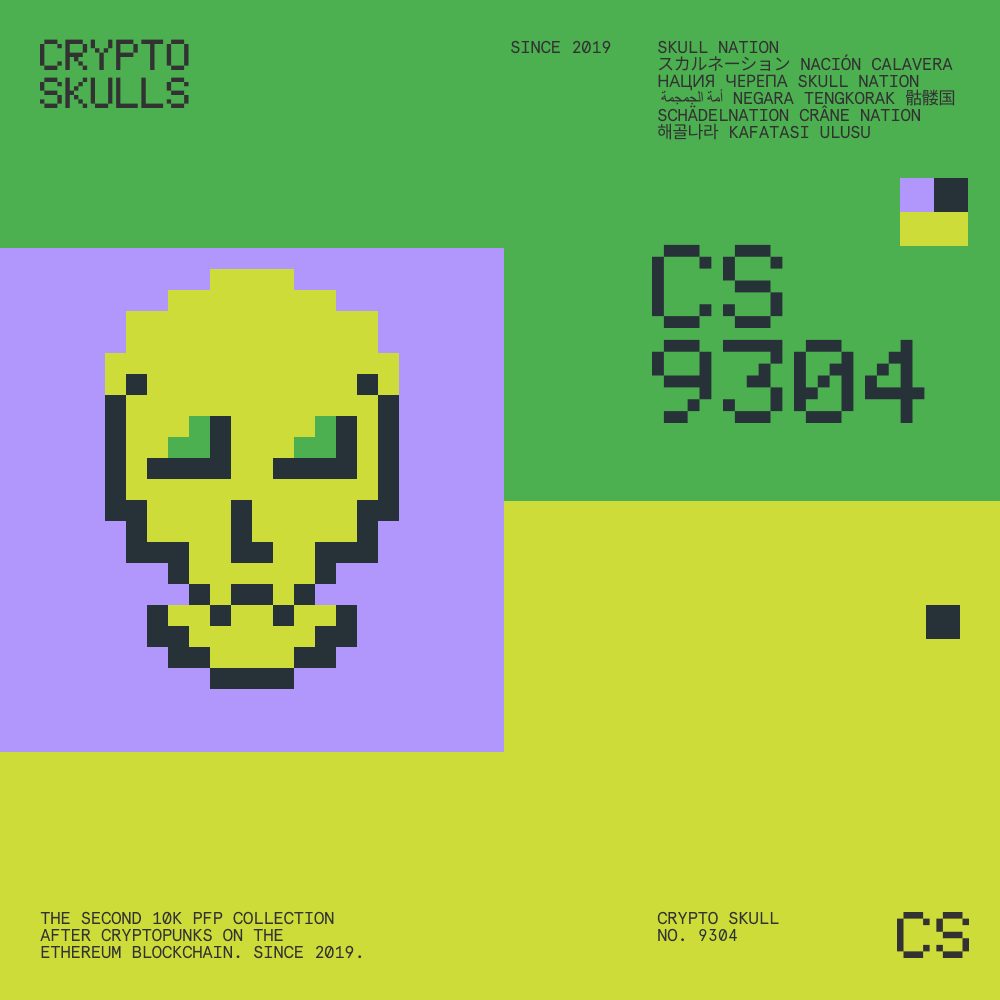 CRYPTO
SKULLS
SINCE 2019
SKULL NATION
スカルネーション NACIÓN CALAVERA
НАЦИЯ ЧЕРЕПА SKULL NATION
أمة الجمجمة NEGARA TENGKORAK 骷髅国
SCHÄDELNATION CRÂNE NATION
해골나라 KAFATASI ULUSU
CS
9304
THE SECOND 10K PFP COLLECTION
AFTER CRYPTOPUNKS ON THE
ETHEREUM BLOCKCHAIN. SINCE 2019.
CRYPTO SKULL
NO. 9304
CS